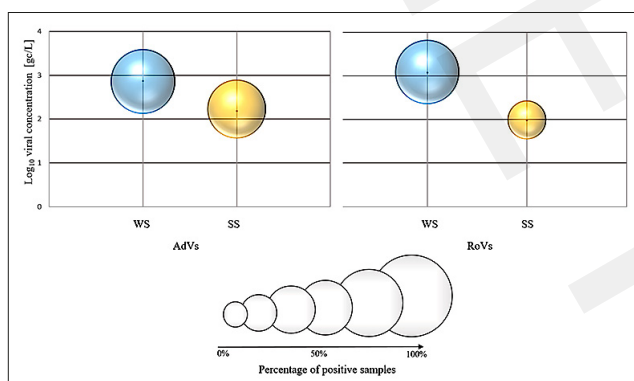 Log10 viral concentration [gc/L]
4
3
2
1
0
WS SS WS SS
AdVs RoVs
0% 50% 100%
Percentage of positive samples